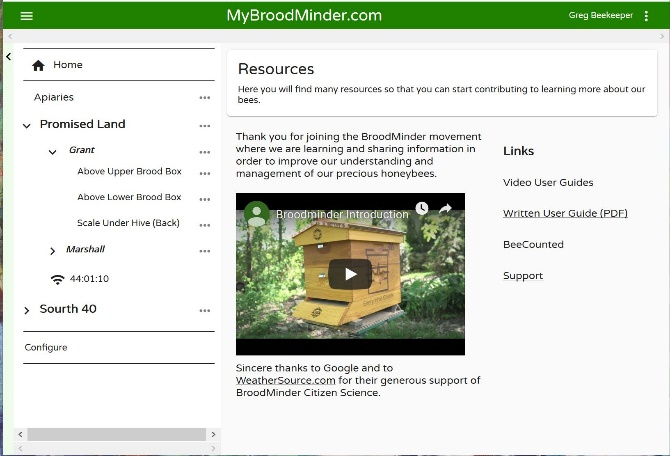 MyBroodMinder.com
Greg Beekeeper
Home
Apiaries
Promised Land
Grant
Above Upper Brood Box
Above Lower Brood Box
Scale Under Hive (Back)
Marshall
44:01:10
Sourth 40
Configure
Resources
Here you will find many resources so that you can start contributing to learning more about our
bees.
Thank you for joining the BroodMinder movement
where we are learning and sharing information in
order to improve our understanding and
management of our precious honeybees.
Broodminder Introduction
Sincere thanks to Google and to
WeatherSource.com for their generous support of
BroodMinder Citizen Science.
Links
Video User Guides
Written User Guide (PDF)
BeeCounted
Support